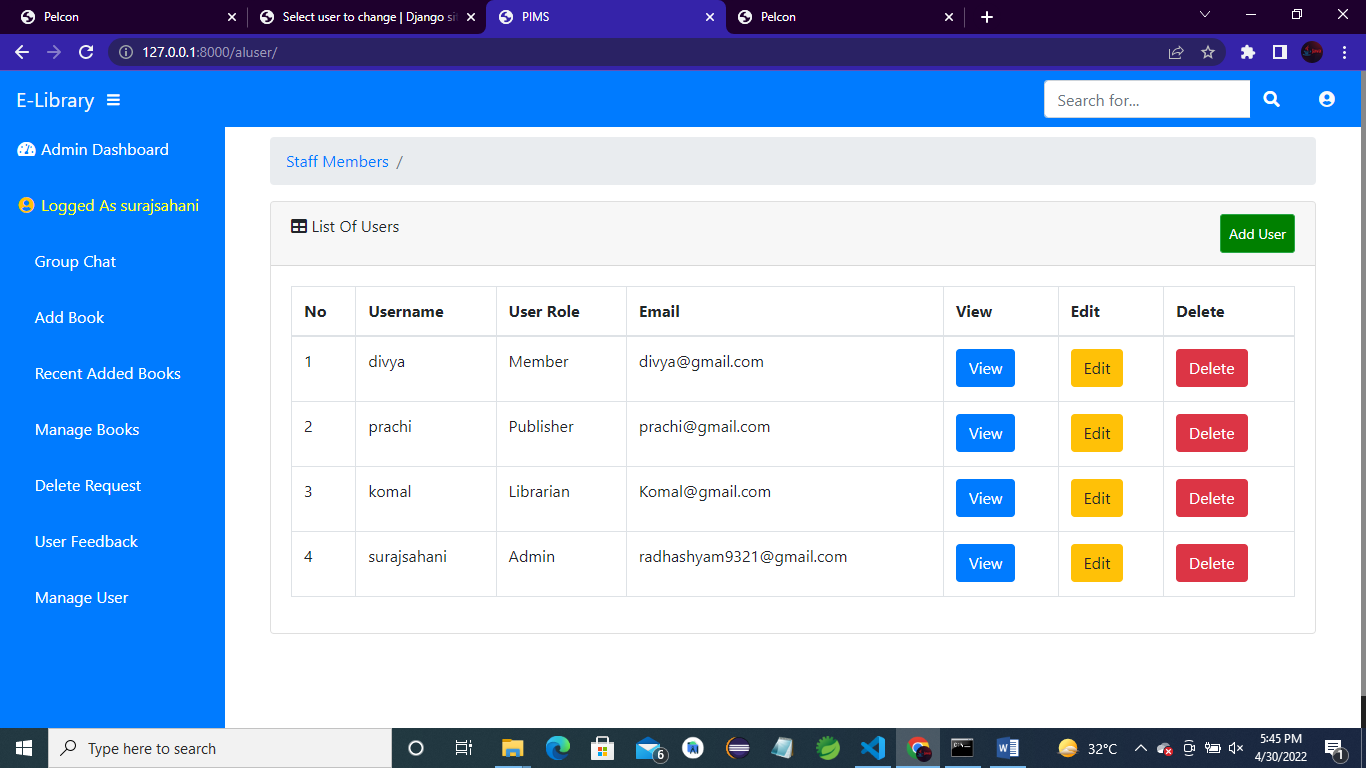 Pelcon
Select user to change | Django si
PIMS
Pelcon
127.0.0.1:8000/aluser/
E-Library
Search for...
Admin Dashboard
Logged As surajsahani
Group Chat
Add Book
Recent Added Books
Manage Books
Delete Request
User Feedback
Manage User
Staff Members /
List Of Users
Add User
No Username User Role Email View Edit Delete
1 divya Member divya@gmail.com View Edit Delete
2 prachi Publisher prachi@gmail.com View Edit Delete
3 komal Librarian Komal@gmail.com View Edit Delete
4 surajsahani Admin radhashyam9321@gmail.com View Edit Delete
Type here to search
6
32°C
5:45 PM
4/30/2022
1